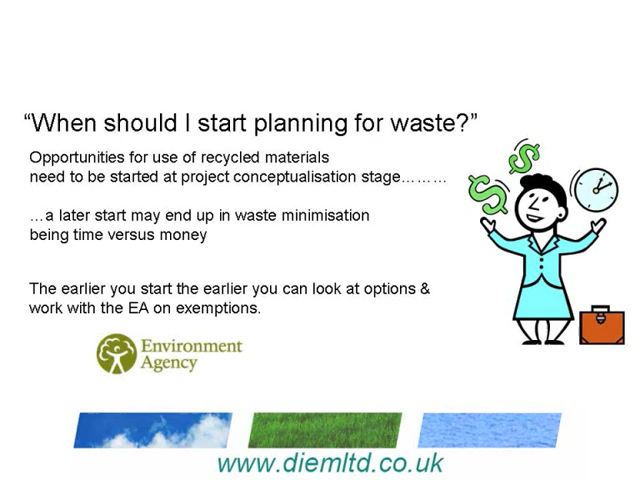 “When should I start planning for waste?”
Opportunities for use of recycled materials
need to be started at project conceptualisation stage………
…a later start may end up in waste minimisation
being time versus money
The earlier you start the earlier you can look at options &
work with the EA on exemptions.
Environment
Agency
www.diemltd.co.uk